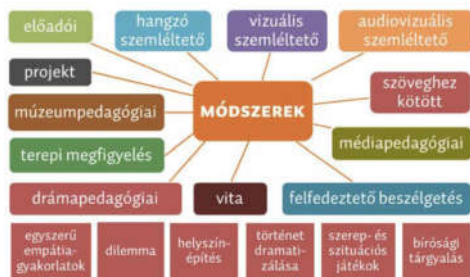 előadói
hangzó
szemléltető
vizuális
szemléltető
audiovizuális
szemléltető
projekt
szöveghez
kötött
múzeumpedagógiai
MÓDSZEREK
terepi megfigyelés
médiapedagógiai
drámapedagógiai
vita
felfedeztető beszélgetés
egyszerű
empátia-
gyakorlatok
dilemma
helyszín-
építés
történet
dramati-
zálása
szerep- és
szituációs
játékok
bírósági
tárgyalás